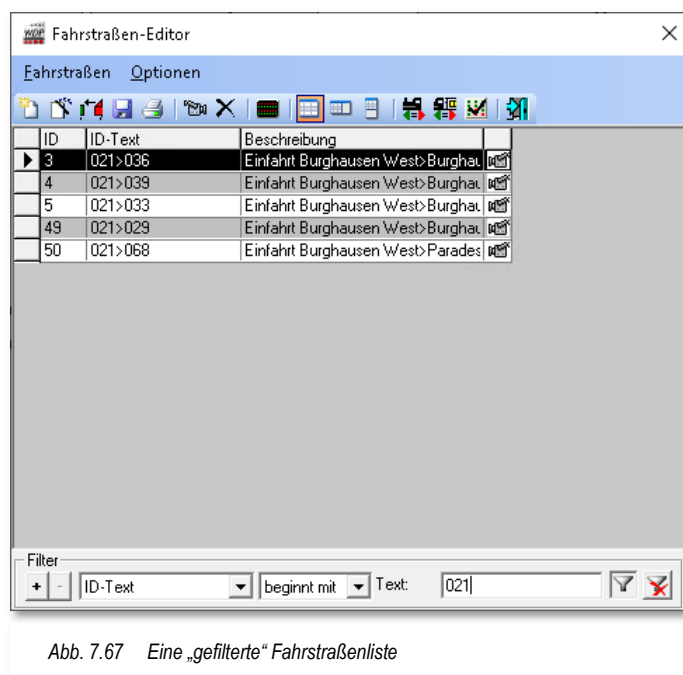 WDP Fahrstraßen-Editor
Fahrstraßen Optionen
ID ID-Text Beschreibung
3 021>036 Einfahrt Burghausen West>Burghau
4 021>039 Einfahrt Burghausen West>Burghau
5 021>033 Einfahrt Burghausen West>Burghau
49 021>029 Einfahrt Burghausen West>Burghau
50 021>068 Einfahrt Burghausen West>Parades
Filter
+ - ID-Text beginnt mit Text: 021
Abb. 7.67 Eine „gefilterte“ Fahrstraßenliste